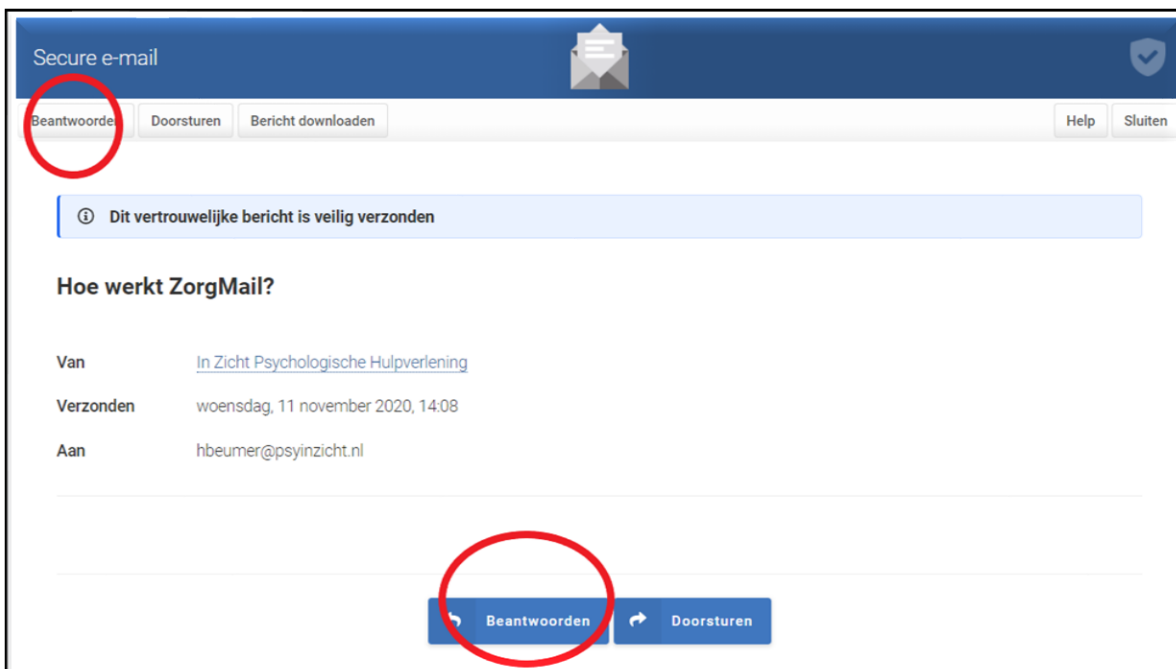 Secure e-mail
Beantwoorden Doorsturen Bericht downloaden Help Sluiten
Dit vertrouwelijke bericht is veilig verzonden
Hoe werkt ZorgMail?
Van In Zicht Psychologische Hulpverlening
Verzonden woensdag, 11 november 2020, 14:08
Aan hbeumer@psyinzicht.nl
Beantwoorden Doorsturen